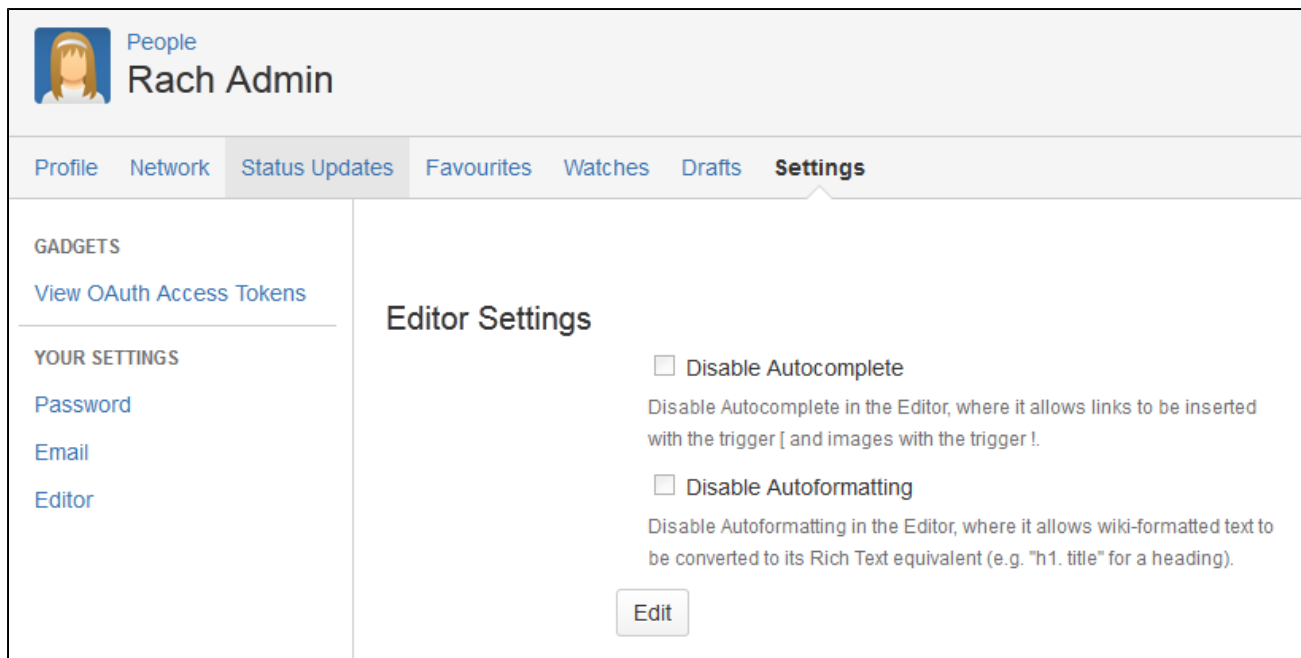 People
Rach Admin
Profile Network Status Updates Favourites Watches Drafts Settings
GADGETS
View OAuth Access Tokens
YOUR SETTINGS
Password
Email
Editor
Editor Settings
Disable Autocomplete
Disable Autocomplete in the Editor, where it allows links to be inserted
with the trigger [ and images with the trigger !.
Disable Autoformatting
Disable Autoformatting in the Editor, where it allows wiki-formatted text to
be converted to its Rich Text equivalent (e.g. "h1. title" for a heading).
Edit